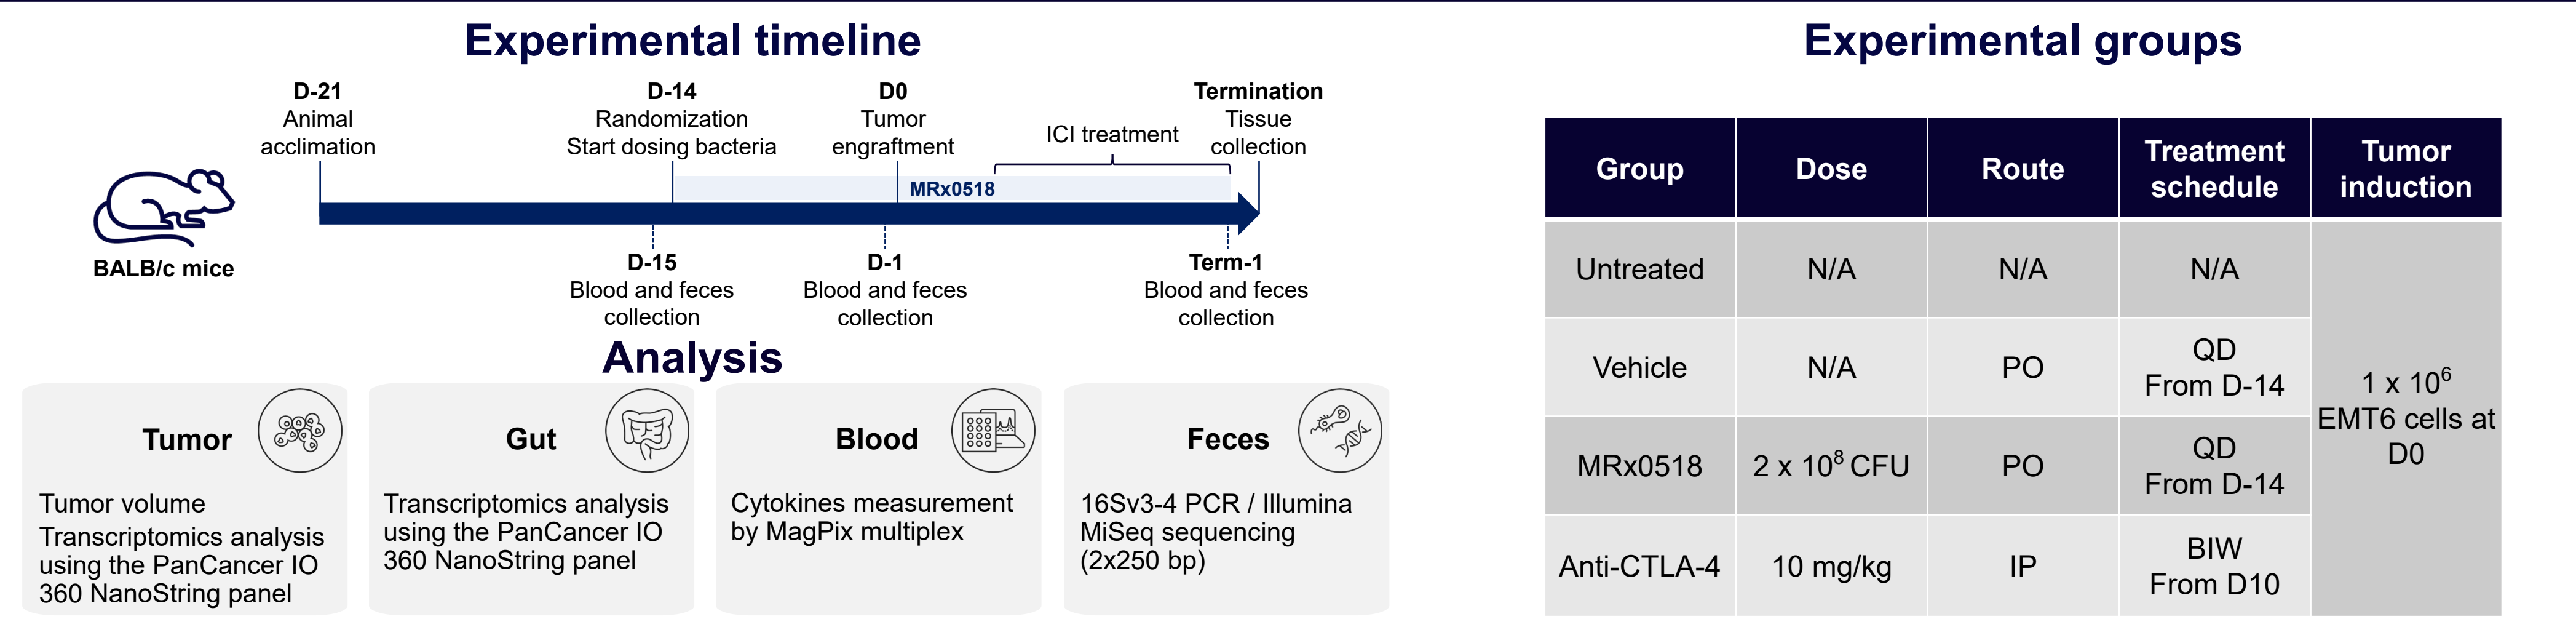 Experimental timeline
D-21
Animal
acclimation
D-14
Randomization
Start dosing bacteria
D0
Tumor
engraftment
ICI treatment
Termination
Tissue
collection
MRx0518
BALB/c mice
D-15
Blood and feces
collection
D-1
Blood and feces
collection
Term-1
Blood and feces
collection
Analysis
Tumor
Tumor volume
Transcriptomics analysis
using the PanCancer IO
360 NanoString panel
Gut
Transcriptomics analysis
using the PanCancer IO
360 NanoString panel
Blood
Cytokines measurement
by MagPix multiplex
Feces
16Sv3-4 PCR / Illumina
MiSeq sequencing
(2x250 bp)
Experimental groups
Group
Dose
Route
Treatment
schedule
Tumor
induction
Untreated
N/A
N/A
N/A
Vehicle
N/A
PO
QD
From D-14
MRx0518
2 x 10⁸ CFU
PO
QD
From D-14
Anti-CTLA-4
10 mg/kg
IP
BIW
From D10
1 x 10⁶
EMT6 cells at
D0